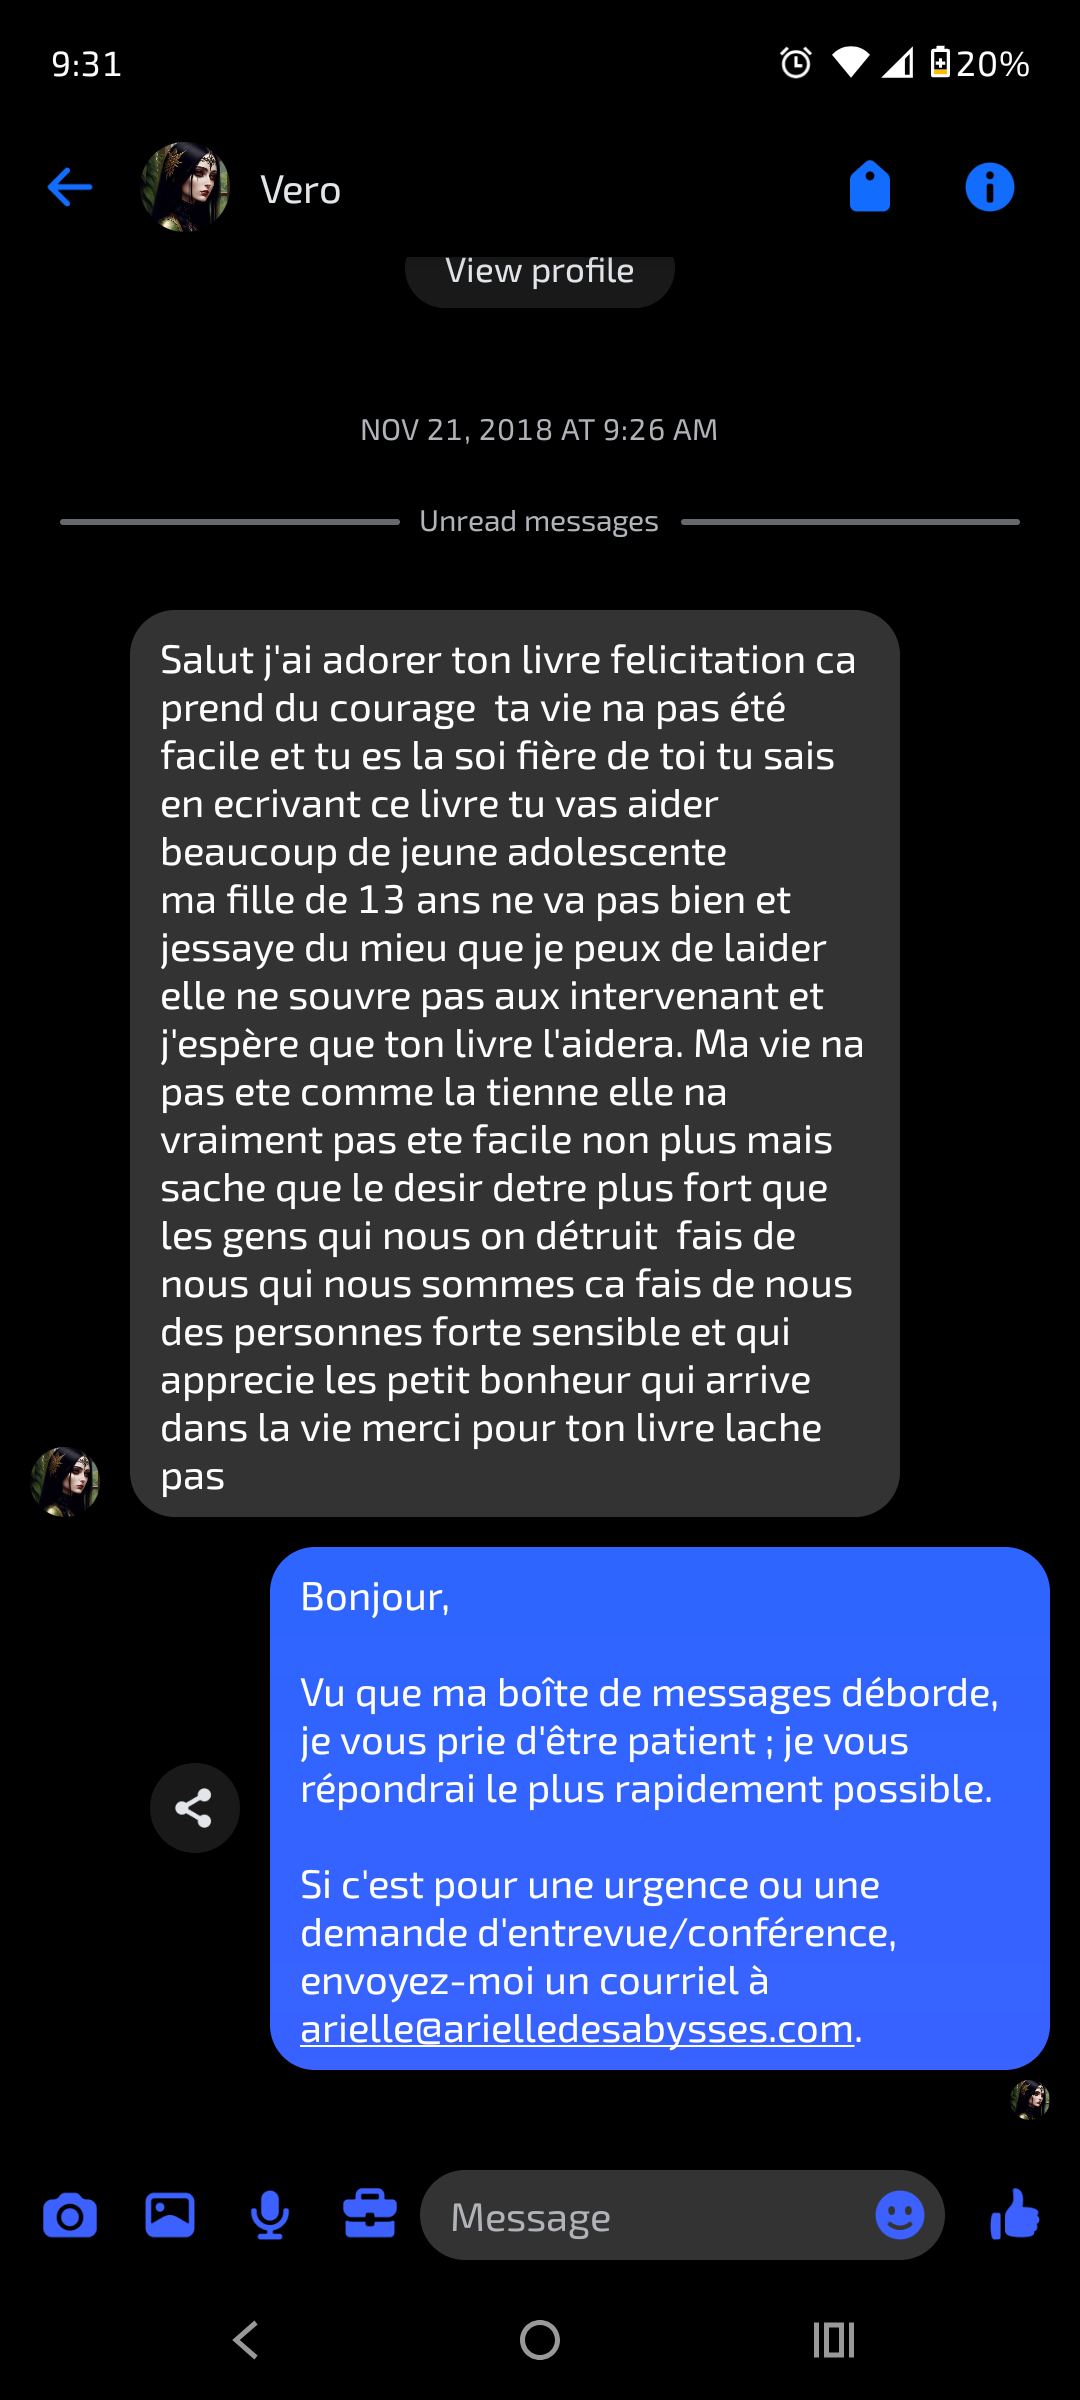 9:31
20%
Vero
View profile
NOV 21, 2018 AT 9:26 AM
Unread messages
Salut j'ai adorer ton livre felicitation ca
prend du courage  ta vie na pas été
facile et tu es la soi fière de toi tu sais
en ecrivant ce livre tu vas aider
beaucoup de jeune adolescente
ma fille de 13 ans ne va pas bien et
jessaye du mieu que je peux de laider
elle ne souvre pas aux intervenant et
j'espère que ton livre l'aidera. Ma vie na
pas ete comme la tienne elle na
vraiment pas ete facile non plus mais
sache que le desir detre plus fort que
les gens qui nous on détruit  fais de
nous qui nous sommes ca fais de nous
des personnes forte sensible et qui
apprecie les petit bonheur qui arrive
dans la vie merci pour ton livre lache
pas
Bonjour,
Vu que ma boîte de messages déborde,
je vous prie d'être patient ; je vous
répondrai le plus rapidement possible.
Si c'est pour une urgence ou une
demande d'entrevue/conférence,
envoyez-moi un courriel à
arielle@arielledesabysses.com.
Message